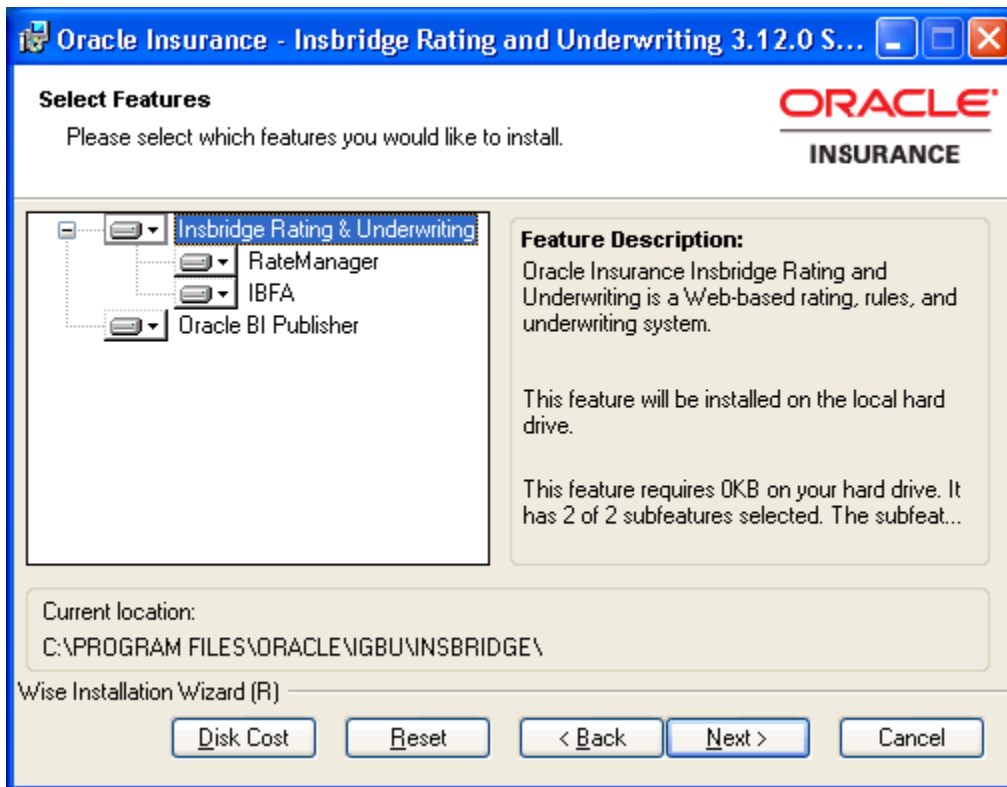 Oracle Insurance - Insbridge Rating and Underwriting 3.12.0 S...
Select Features
Please select which features you would like to install.
ORACLE
INSURANCE
Insbridge Rating & Underwriting
RateManager
IBFA
Oracle BI Publisher
Feature Description:
Oracle Insurance Insbridge Rating and
Underwriting is a Web-based rating, rules, and
underwriting system.
This feature will be installed on the local hard
drive.
This feature requires 0KB on your hard drive. It
has 2 of 2 subfeatures selected. The subfeat...
Current location:
C:\PROGRAM FILES\ORACLE\IGBU\INSBRIDGE\
Wise Installation Wizard (R)
Disk Cost
Reset
< Back
Next >
Cancel